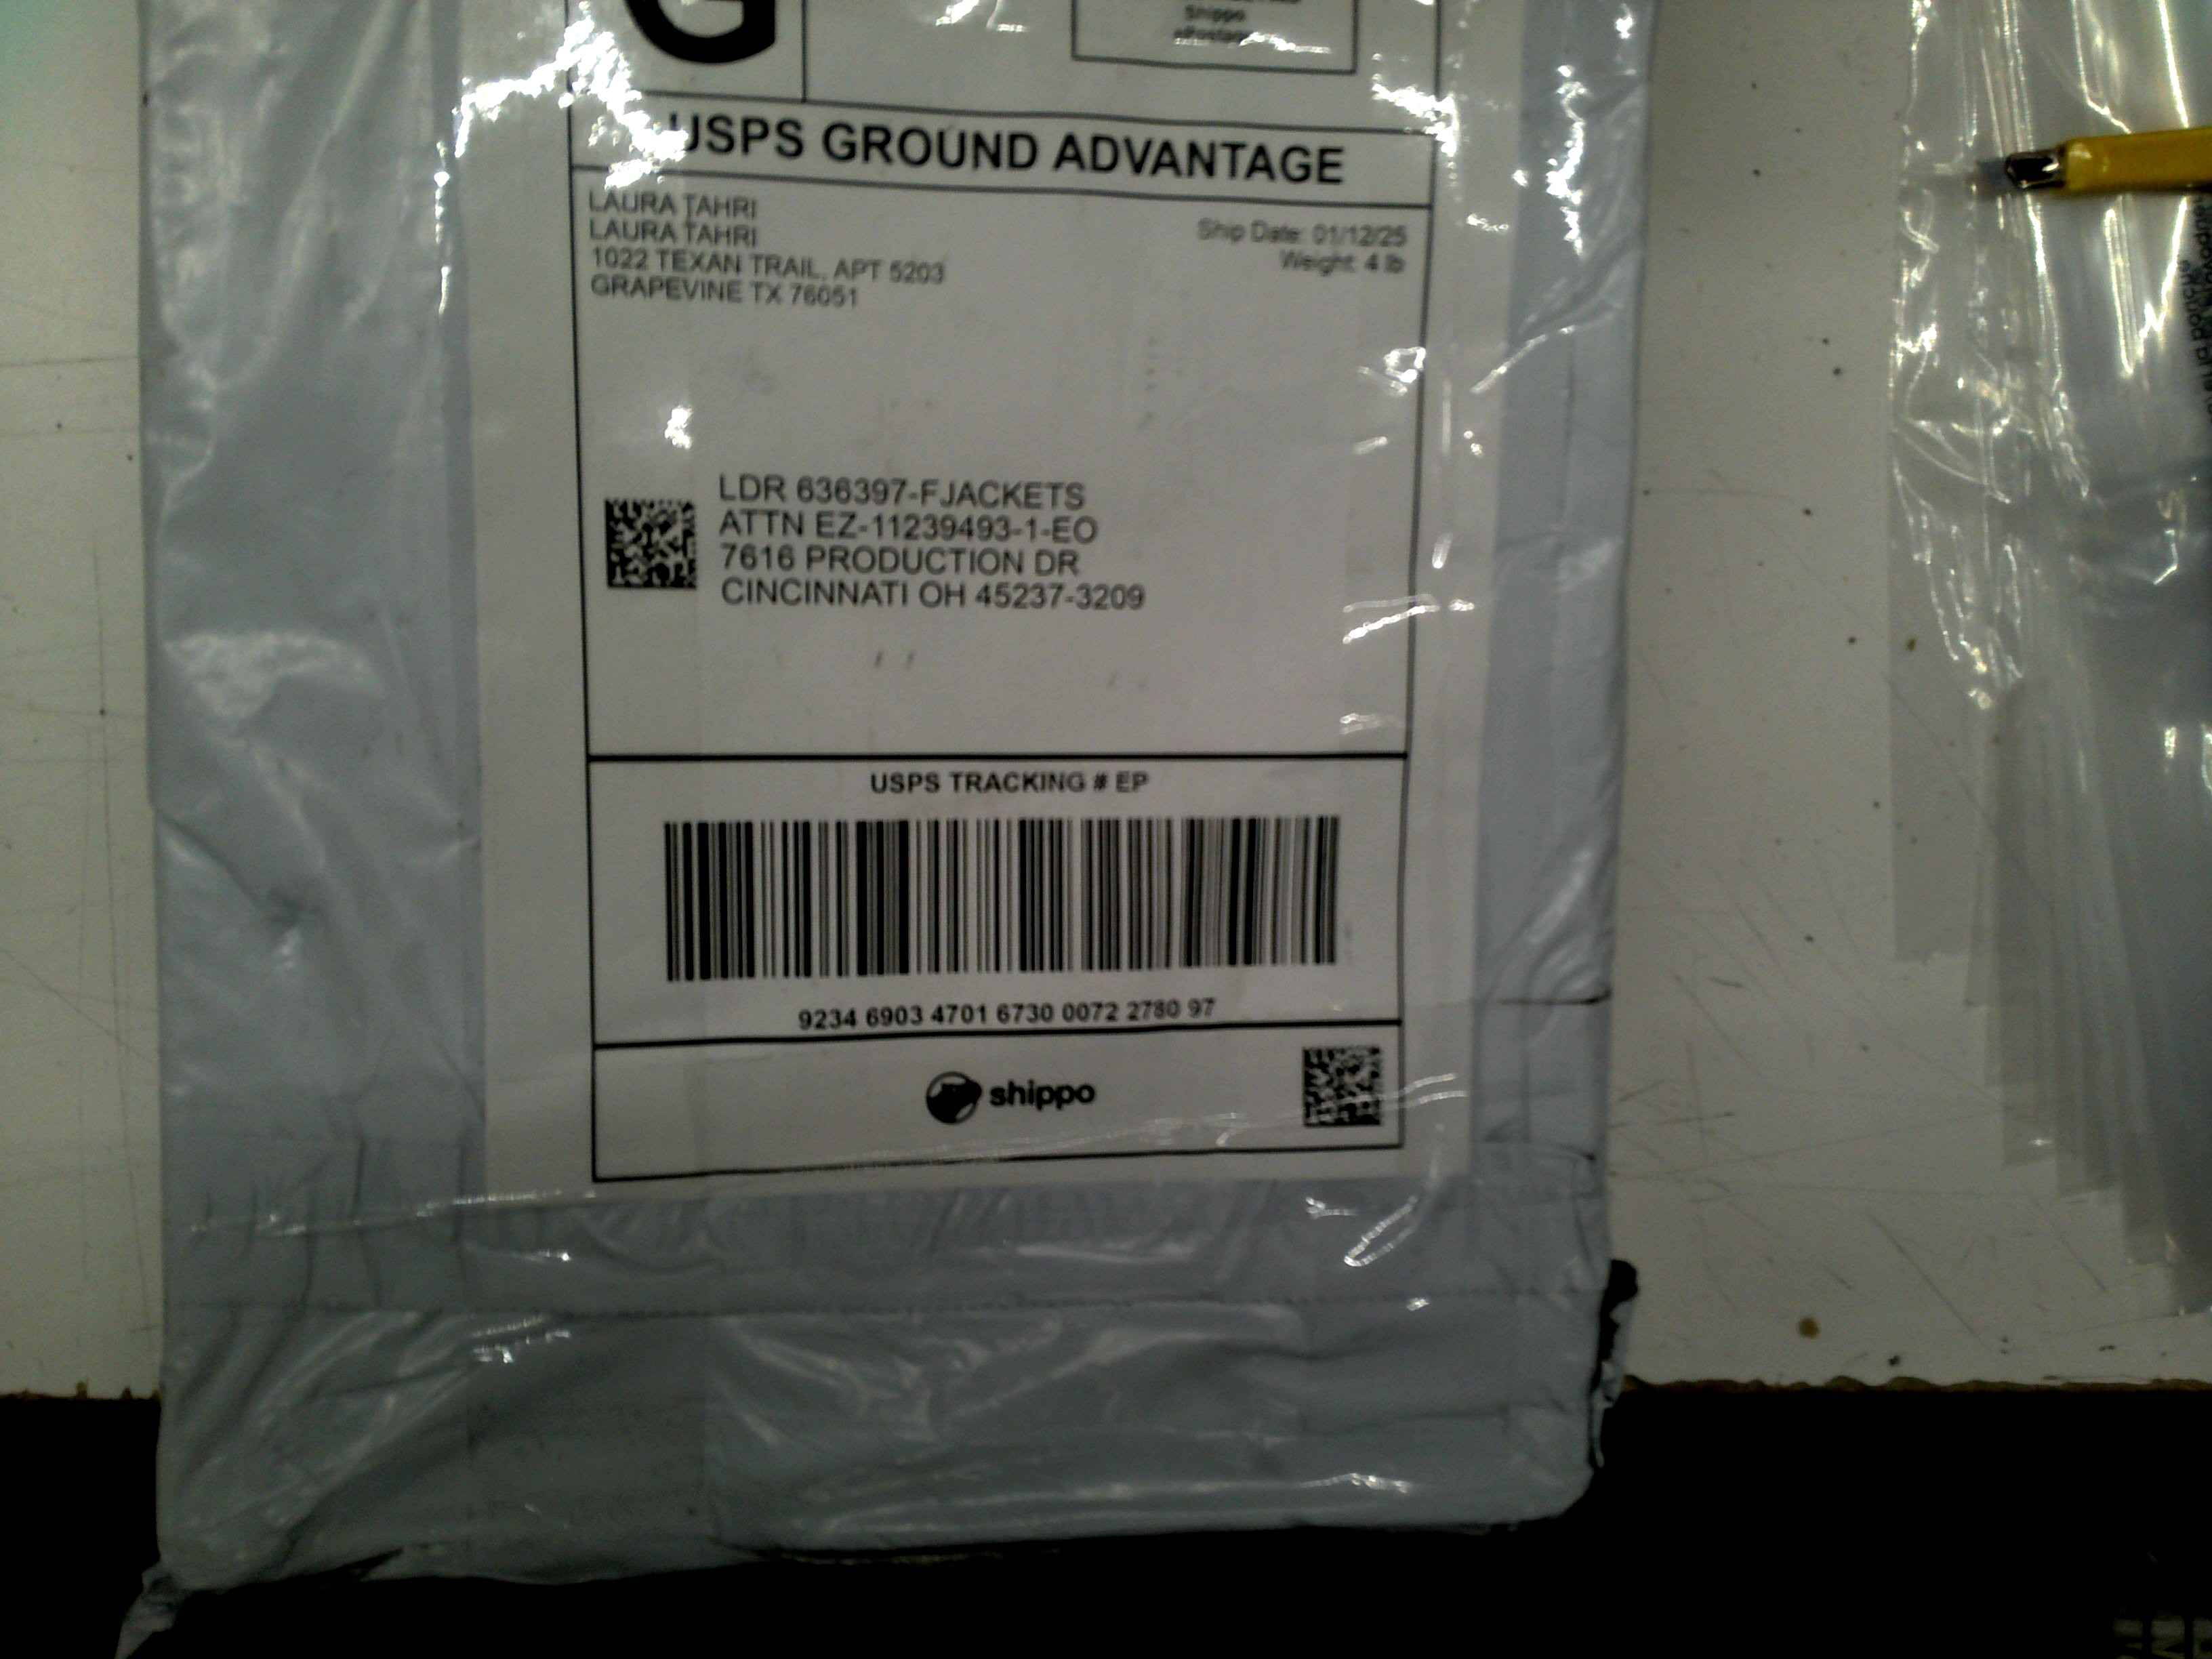 G
Shippo
ePostage
USPS GROUND ADVANTAGE
LAURA TAHRI
LAURA TAHRI
1022 TEXAN TRAIL, APT 5203
GRAPEVINE TX 76051
Ship Date: 01/12/25
Weight: 4 lb
LDR 636397-FJACKETS
ATTN EZ-11239493-1-EO
7616 PRODUCTION DR
CINCINNATI OH 45237-3209
USPS TRACKING # EP
9234 6903 4701 6730 0072 2780 97
shippo